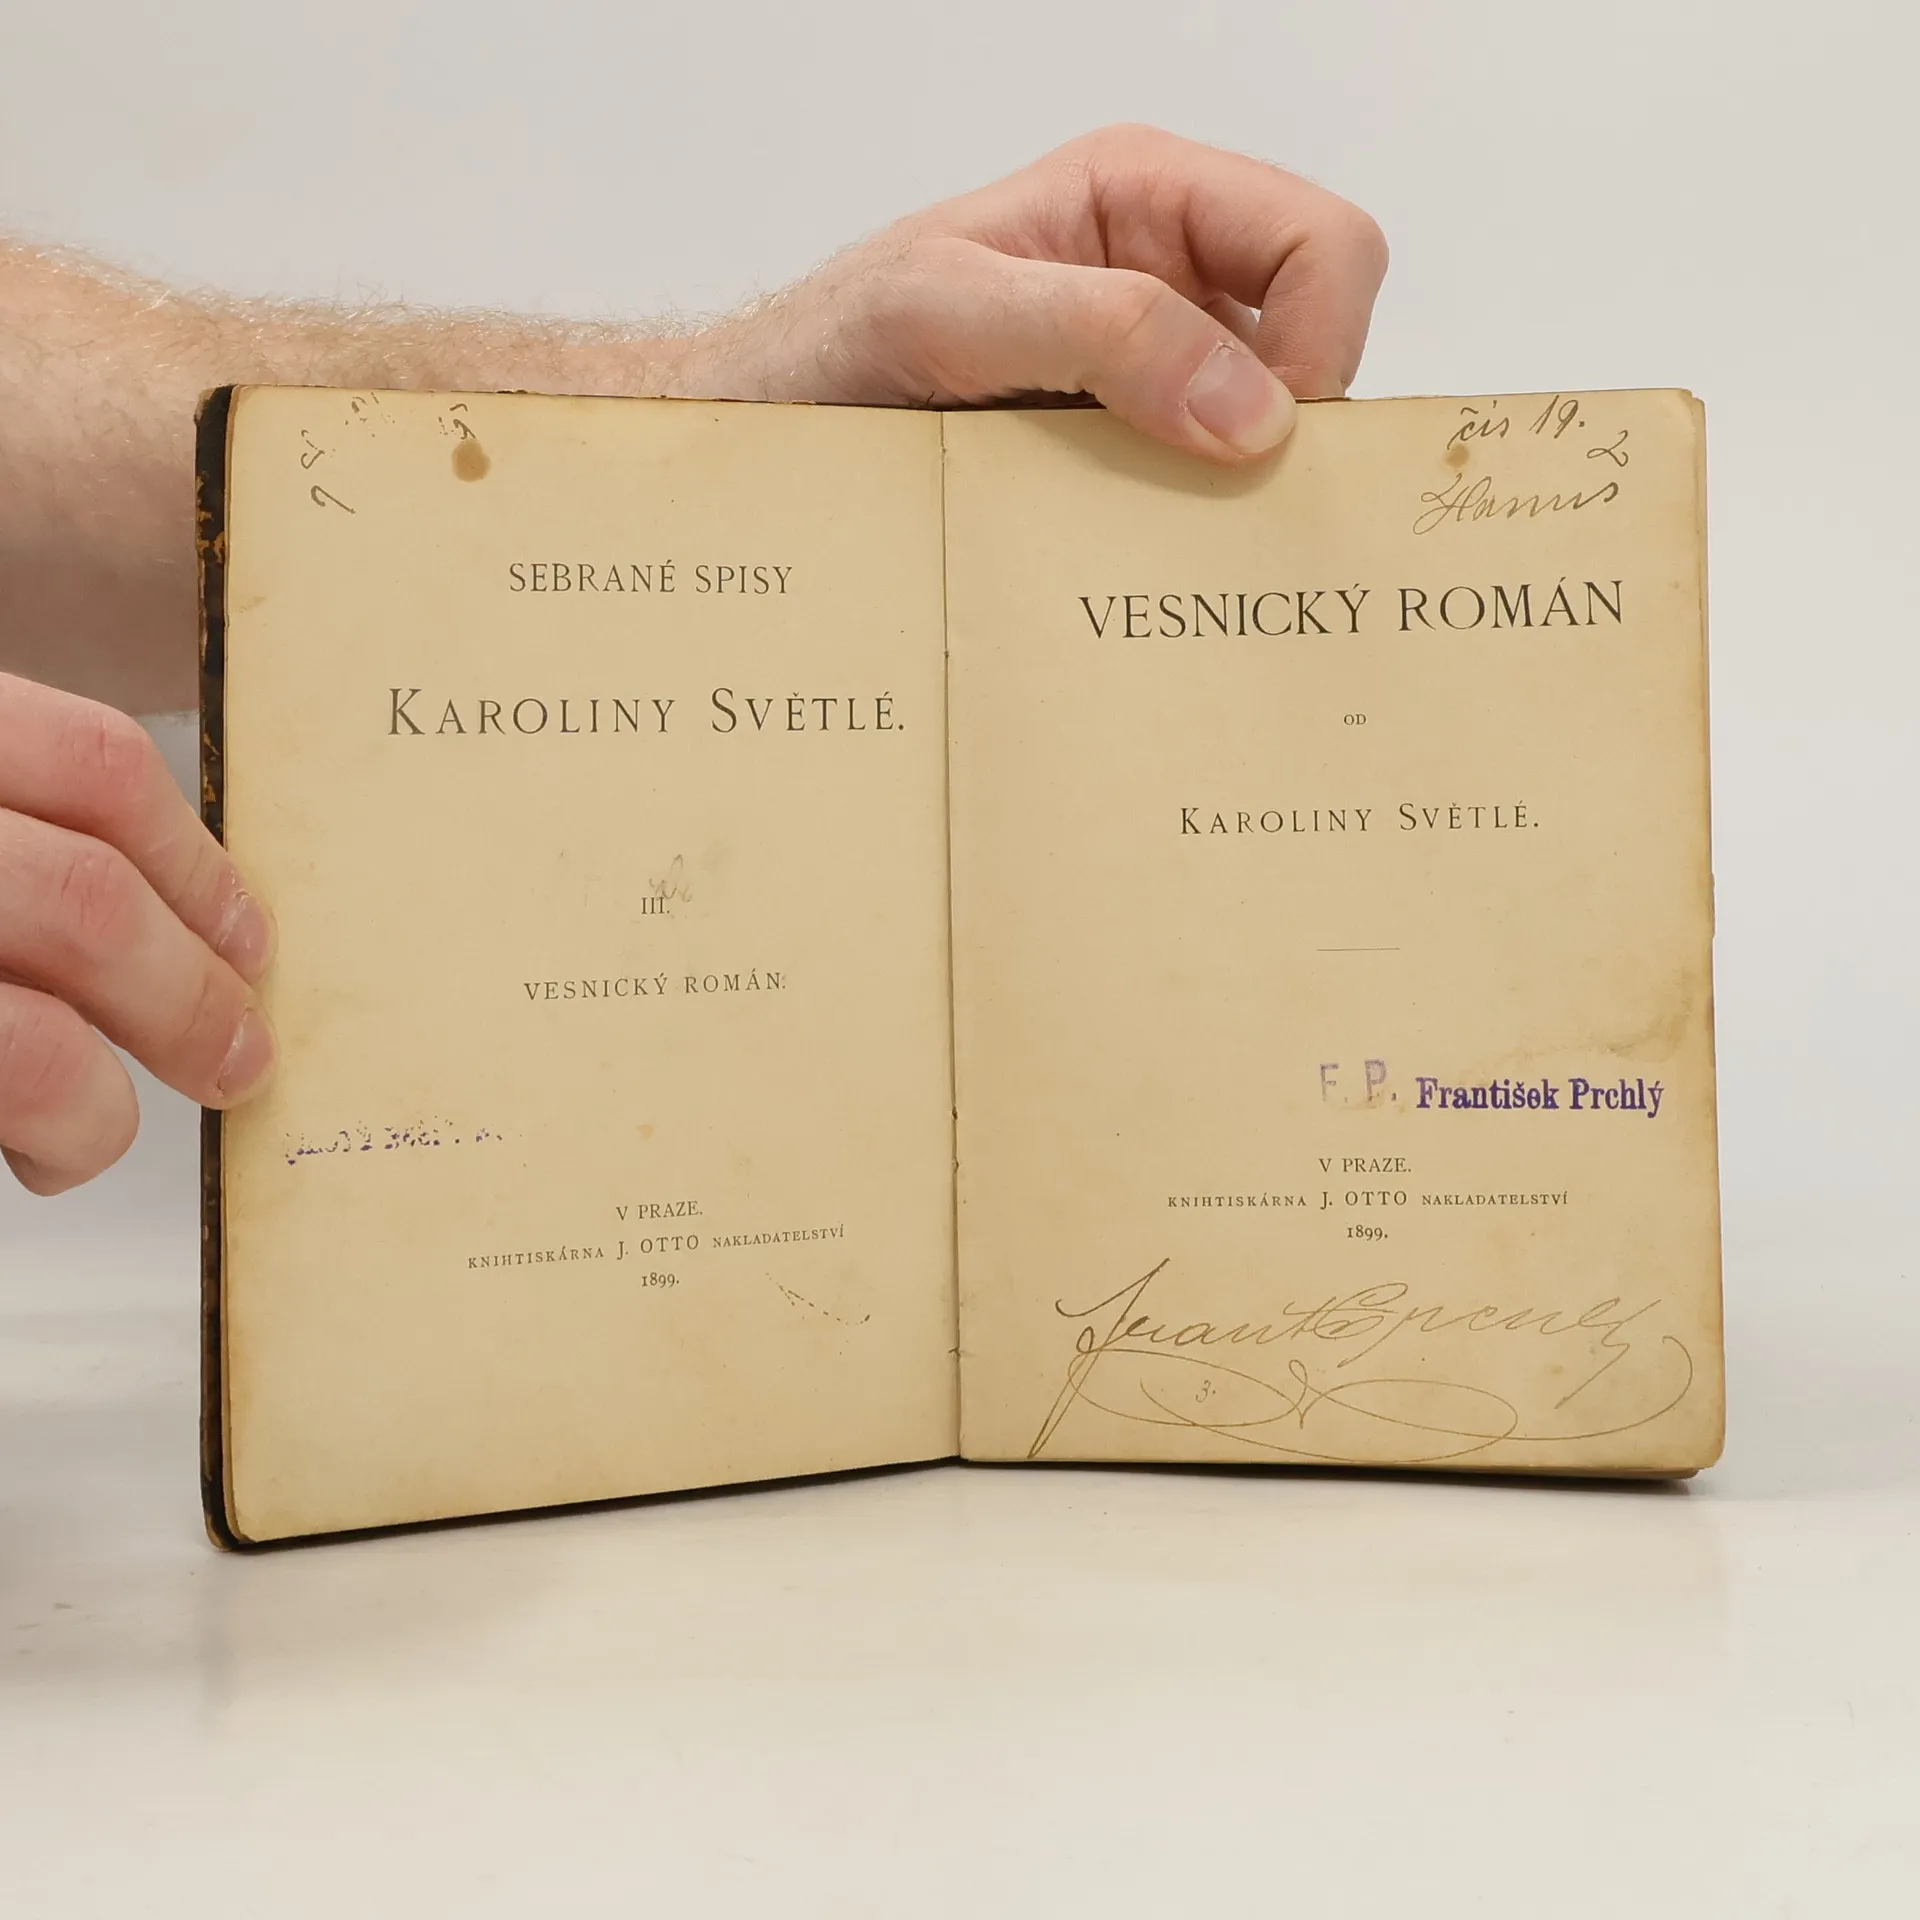 SEBRANÉ SPISY
KAROLINY SVĚTLÉ.
III.
VESNICKÝ ROMÁN.
V PRAZE.
KNIHTISKÁRNA J. OTTO NAKLADATELSTVÍ
1899.
čís 19.
2
Hanus
VESNICKÝ ROMÁN
OD
KAROLINY SVĚTLÉ.
F. P. František Prchlý
V PRAZE.
KNIHTISKÁRNA J. OTTO NAKLADATELSTVÍ
1899.
3.